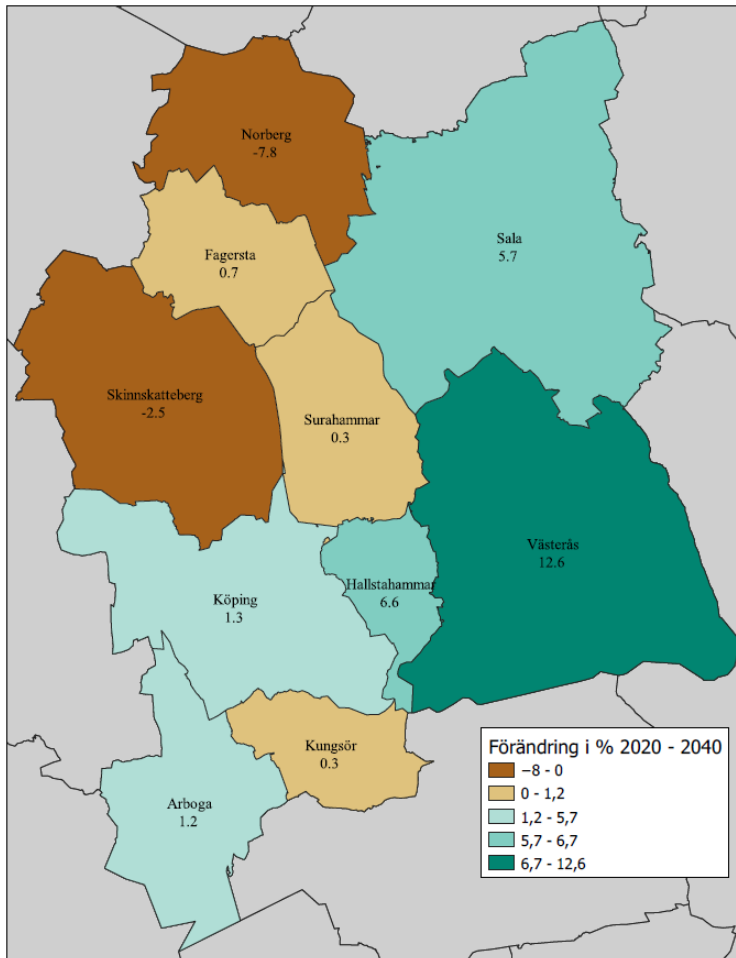 Norberg
-7.8
Sala
5.7
Fagersta
0.7
Skinnskatteberg
-2.5
Surahammar
0.3
Västerås
12.6
Hallstahammar
6.6
Köping
1.3
Kungsör
0.3
Arboga
1.2
Förändring i % 2020 - 2040
−8 - 0
0 - 1,2
1,2 - 5,7
5,7 - 6,7
6,7 - 12,6